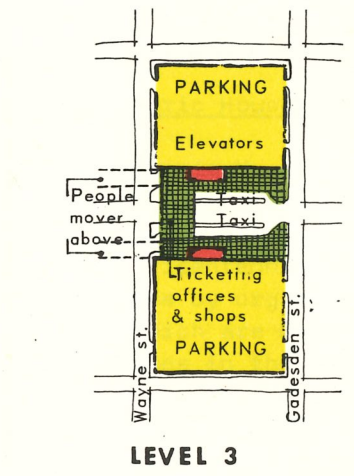 PARKING
Elevators
People
mover
above
Taxi
Taxi
Ticketing
offices
& shops
PARKING
Wayne st.
Gadesden st.
LEVEL 3